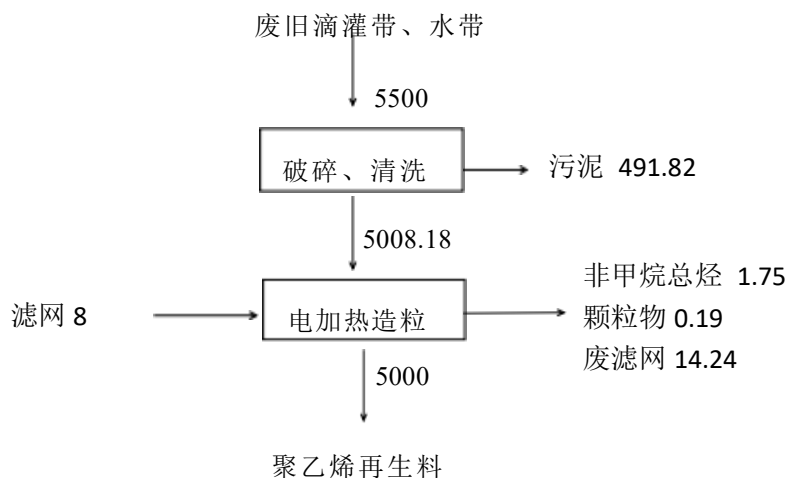 废旧滴灌带、水带
5500
破碎、清洗
污泥 491.82
5008.18
滤网 8
电加热造粒
非甲烷总烃 1.75
颗粒物 0.19
废滤网 14.24
5000
聚乙烯再生料